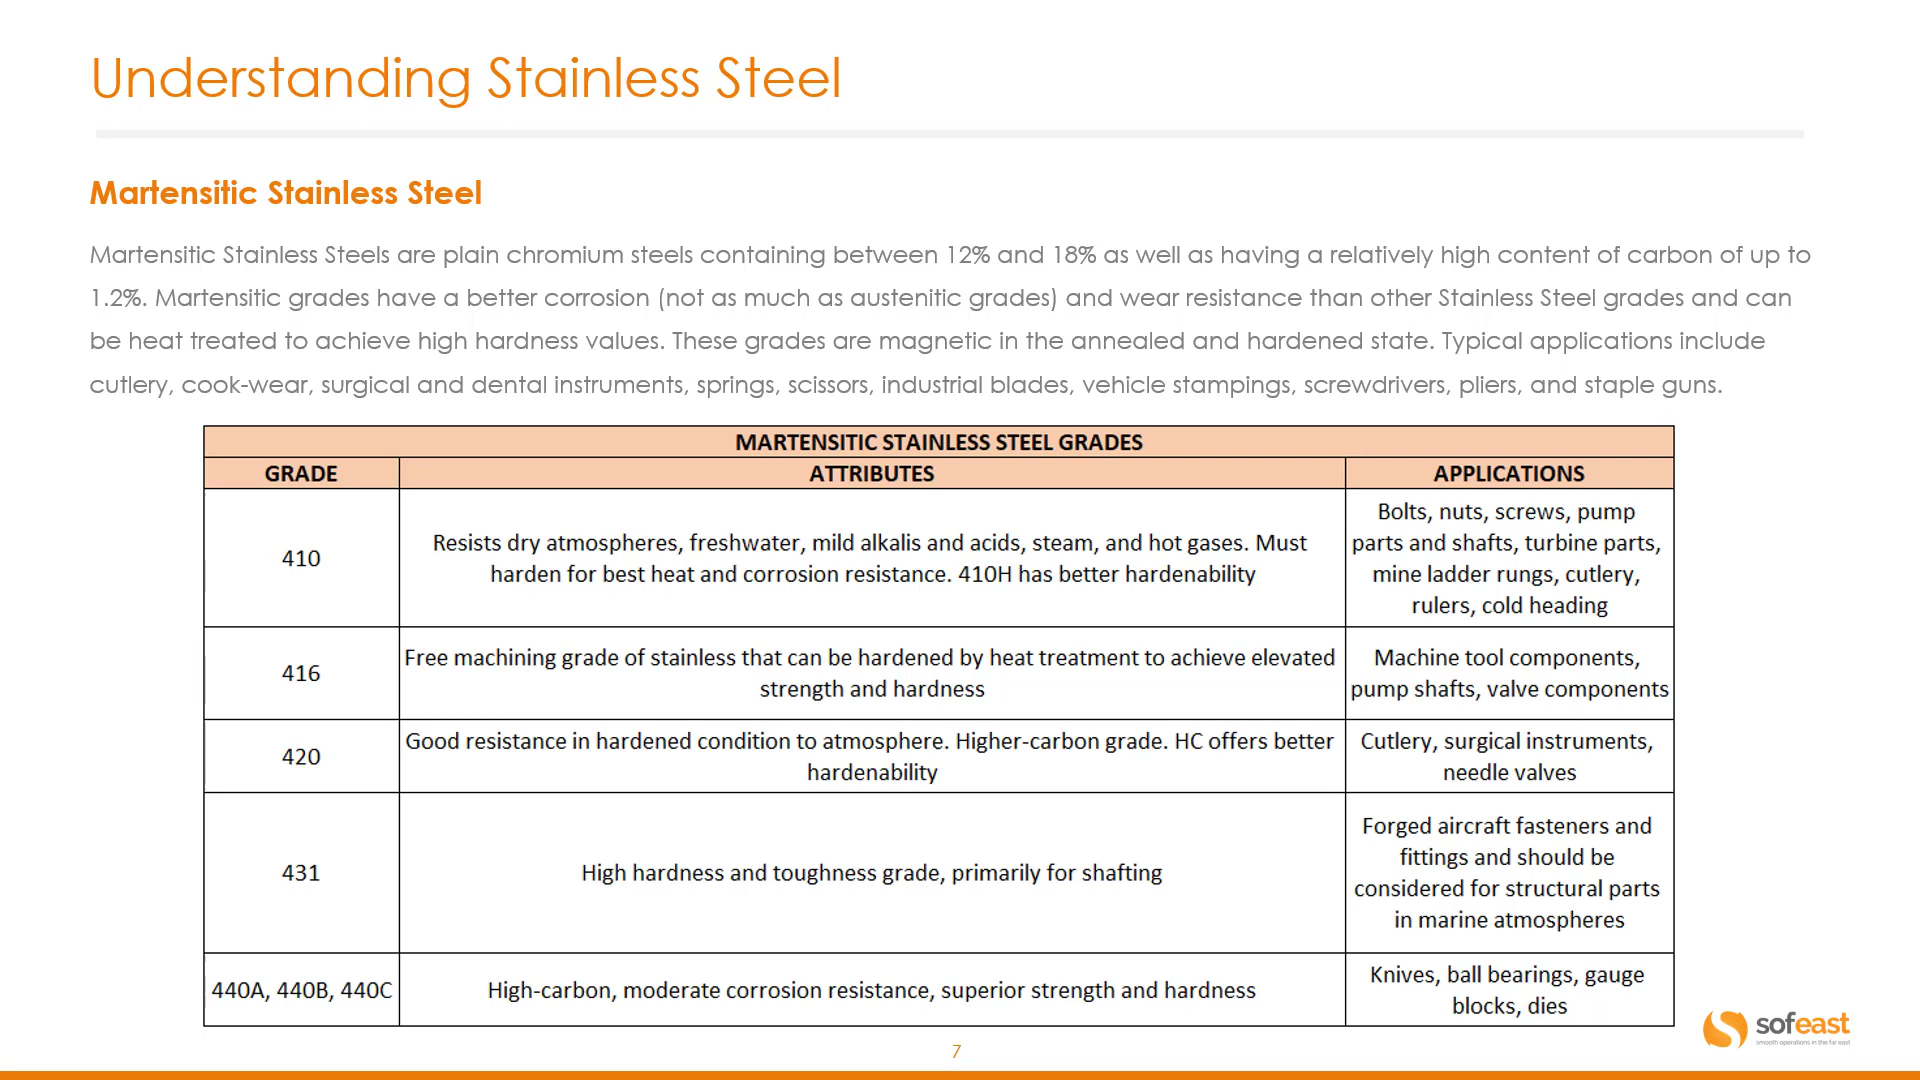 Understanding Stainless Steel
Martensitic Stainless Steel
Martensitic Stainless Steels are plain chromium steels containing between 12% and 18% as well as having a relatively high content of carbon of up to
1.2%. Martensitic grades have a better corrosion (not as much as austenitic grades) and wear resistance than other Stainless Steel grades and can
be heat treated to achieve high hardness values. These grades are magnetic in the annealed and hardened state. Typical applications include
cutlery, cook-wear, surgical and dental instruments, springs, scissors, industrial blades, vehicle stampings, screwdrivers, pliers, and staple guns.
MARTENSITIC STAINLESS STEEL GRADES
GRADE ATTRIBUTES APPLICATIONS
410
Resists dry atmospheres, freshwater, mild alkalis and acids, steam, and hot gases. Must
harden for best heat and corrosion resistance. 410H has better hardenability
Bolts, nuts, screws, pump
parts and shafts, turbine parts,
mine ladder rungs, cutlery,
rulers, cold heading
416
Free machining grade of stainless that can be hardened by heat treatment to achieve elevated
strength and hardness
Machine tool components,
pump shafts, valve components
420
Good resistance in hardened condition to atmosphere. Higher-carbon grade. HC offers better
hardenability
Cutlery, surgical instruments,
needle valves
431
High hardness and toughness grade, primarily for shafting
Forged aircraft fasteners and
fittings and should be
considered for structural parts
in marine atmospheres
440A, 440B, 440C
High-carbon, moderate corrosion resistance, superior strength and hardness
Knives, ball bearings, gauge
blocks, dies
sofeast
smooth operations in the far east
7